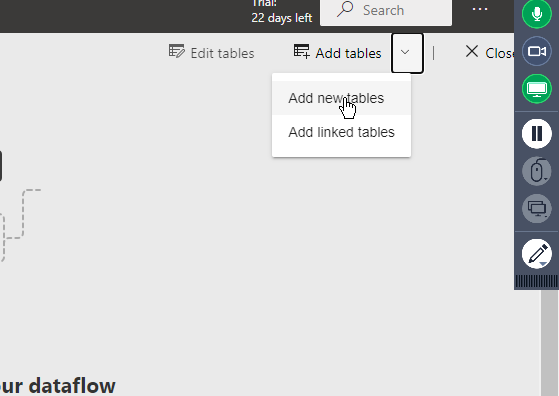 Trial:
22 days left
Search
Edit tables
Add tables
Close
Add new tables
Add linked tables
ur dataflow